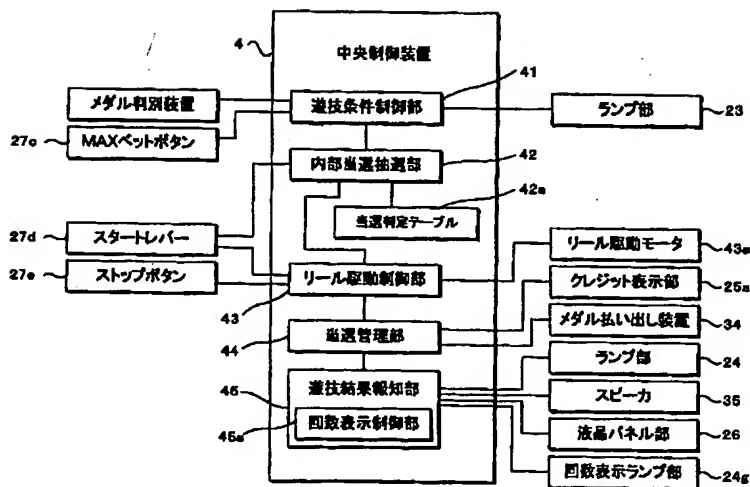 4
中央制御装置
41
メダル判別装置
遊技条件制御部
ランプ部
23
27c
MAXベットボタン
内部当選抽選部
42
42a
当選判定テーブル
27d
スタートレバー
リール駆動モータ
43a
27e
ストップボタン
リール駆動制御部
クレジット表示部
25a
43
当選管理部
メダル払い出し装置
34
44
ランプ部
24
遊技結果報知部
スピーカ
35
45
回数表示制御部
45a
液晶パネル部
26
回数表示ランプ部
24g